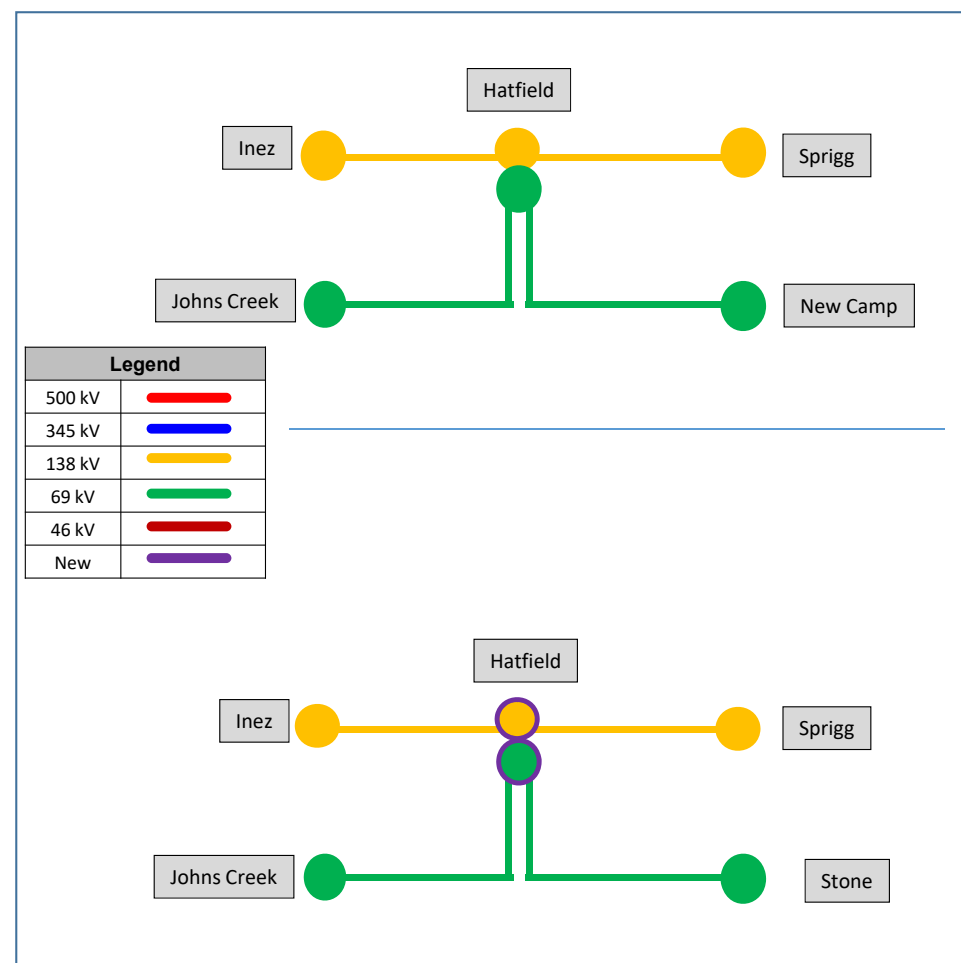 Hatfield
Inez
Sprigg
Johns Creek
New Camp
Legend
500 kV
345 kV
138 kV
69 kV
46 kV
New
Hatfield
Inez
Sprigg
Johns Creek
Stone